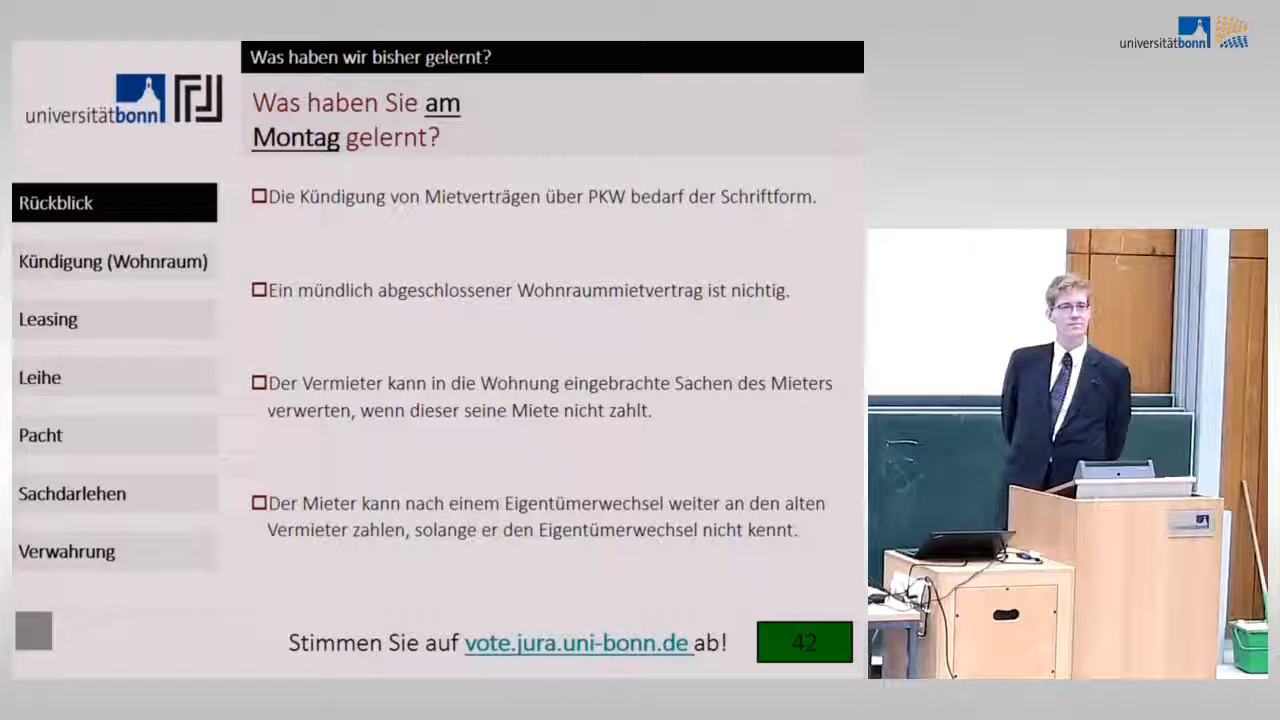 universitätbonn
Was haben wir bisher gelernt?
universitätbonn
Was haben Sie am
Montag gelernt?
Rückblick
Kündigung (Wohnraum)
Leasing
Leihe
Pacht
Sachdarlehen
Verwahrung
Die Kündigung von Mietverträgen über PKW bedarf der Schriftform.
Ein mündlich abgeschlossener Wohnraummietvertrag ist nichtig.
Der Vermieter kann in die Wohnung eingebrachte Sachen des Mieters
verwerten, wenn dieser seine Miete nicht zahlt.
Der Mieter kann nach einem Eigentümerwechsel weiter an den alten
Vermieter zahlen, solange er den Eigentümerwechsel nicht kennt.
Stimmen Sie auf vote.jura.uni-bonn.de ab!
42